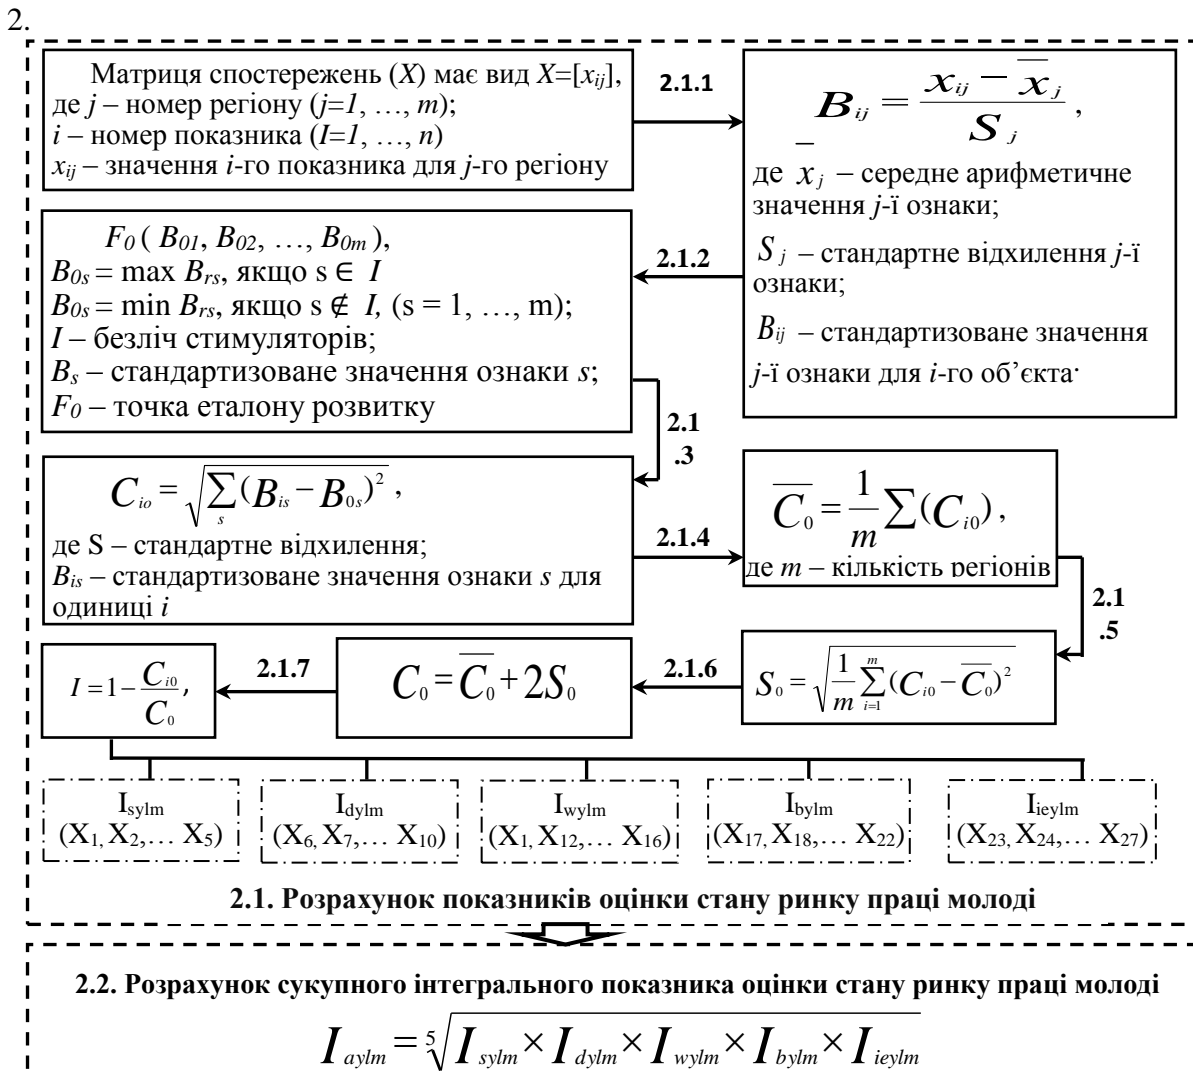 2.
Матриця спостережень (X) має вид X=[xij],
де j – номер регіону (j=1, …, m);
i – номер показника (I=1, …, n)
xij – значення i-го показника для j-го регіону
2.1.1
Bij = (xij − x̅j) / Sj ,
де x̅j – середне арифметичне
значення j-ї ознаки;
Sj – стандартне відхилення j-ї
ознаки;
Bij – стандартизоване значення
j-ї ознаки для i-го об’єкта.
2.1.2
F0 ( B01, B02, …, B0m ),
B0s = max Brs, якщо s ∈ I
B0s = min Brs, якщо s ∉ I, (s = 1, …, m);
I – безліч стимуляторів;
Bs – стандартизоване значення ознаки s;
F0 – точка еталону розвитку
2.1
.3
Cio = √(∑s (Bis − B0s)²) ,
де S – стандартне відхилення;
Bis – стандартизоване значення ознаки s для
одиниці i
2.1.4
C̅0 = 1/m ∑(Ci0) ,
де m – кількість регіонів
2.1
.5
S0 = √(1/m ∑i=1m (Ci0 − C̅0)²)
2.1.6
C0 = C̅0 + 2S0
2.1.7
I = 1 − Ci0/C0 ,
Isylm
(X1, X2,… X5)
Idylm
(X6, X7,… X10)
Iwylm
(X1, X12,… X16)
Ibylm
(X17, X18,… X22)
Iieylm
(X23, X24,… X27)
2.1. Розрахунок показників оцінки стану ринку праці молоді
2.2. Розрахунок сукупного інтегрального показника оцінки стану ринку праці молоді
Iaylm = ⁵√(Isylm × Idylm × Iwylm × Ibylm × Iieylm)